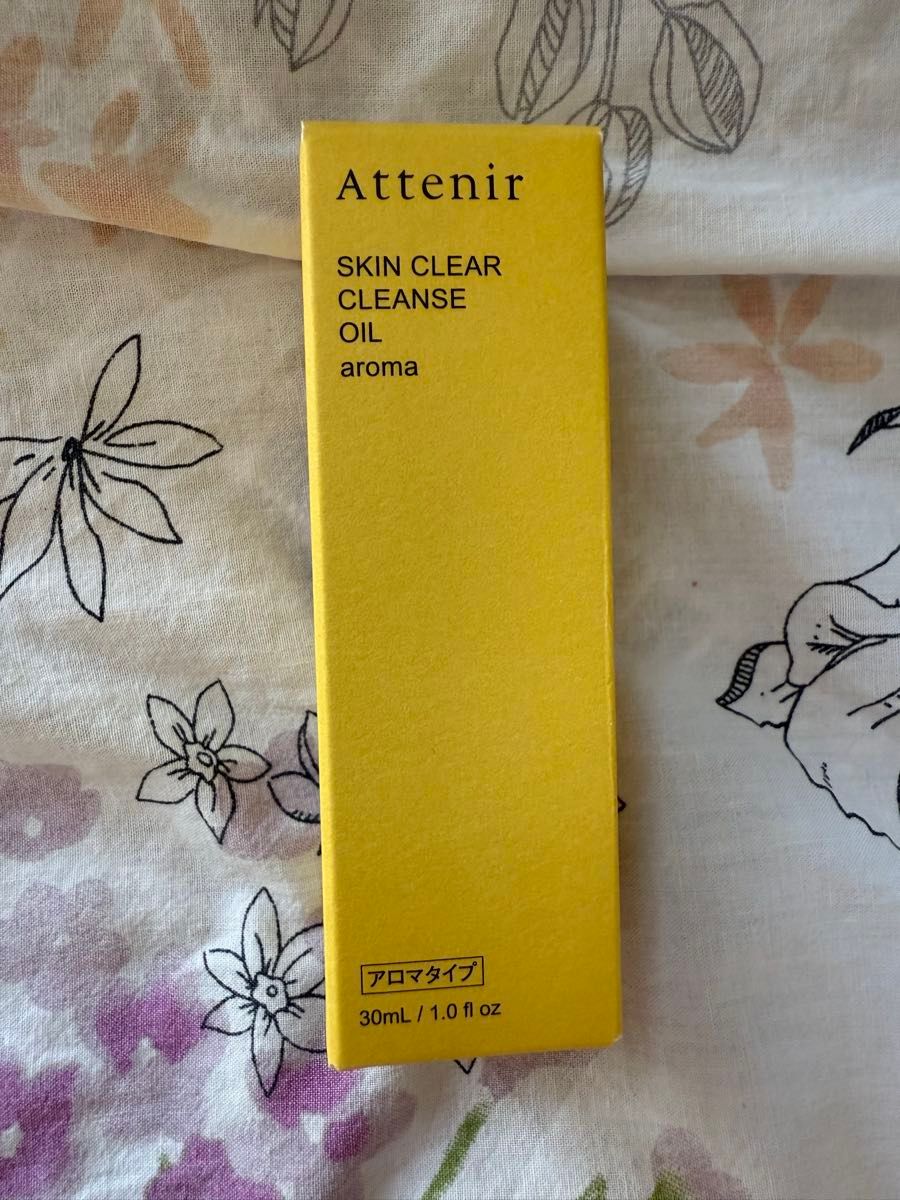 Attenir
SKIN CLEAR
CLEANSE
OIL
aroma
アロマタイプ
30mL / 1.0 fl oz